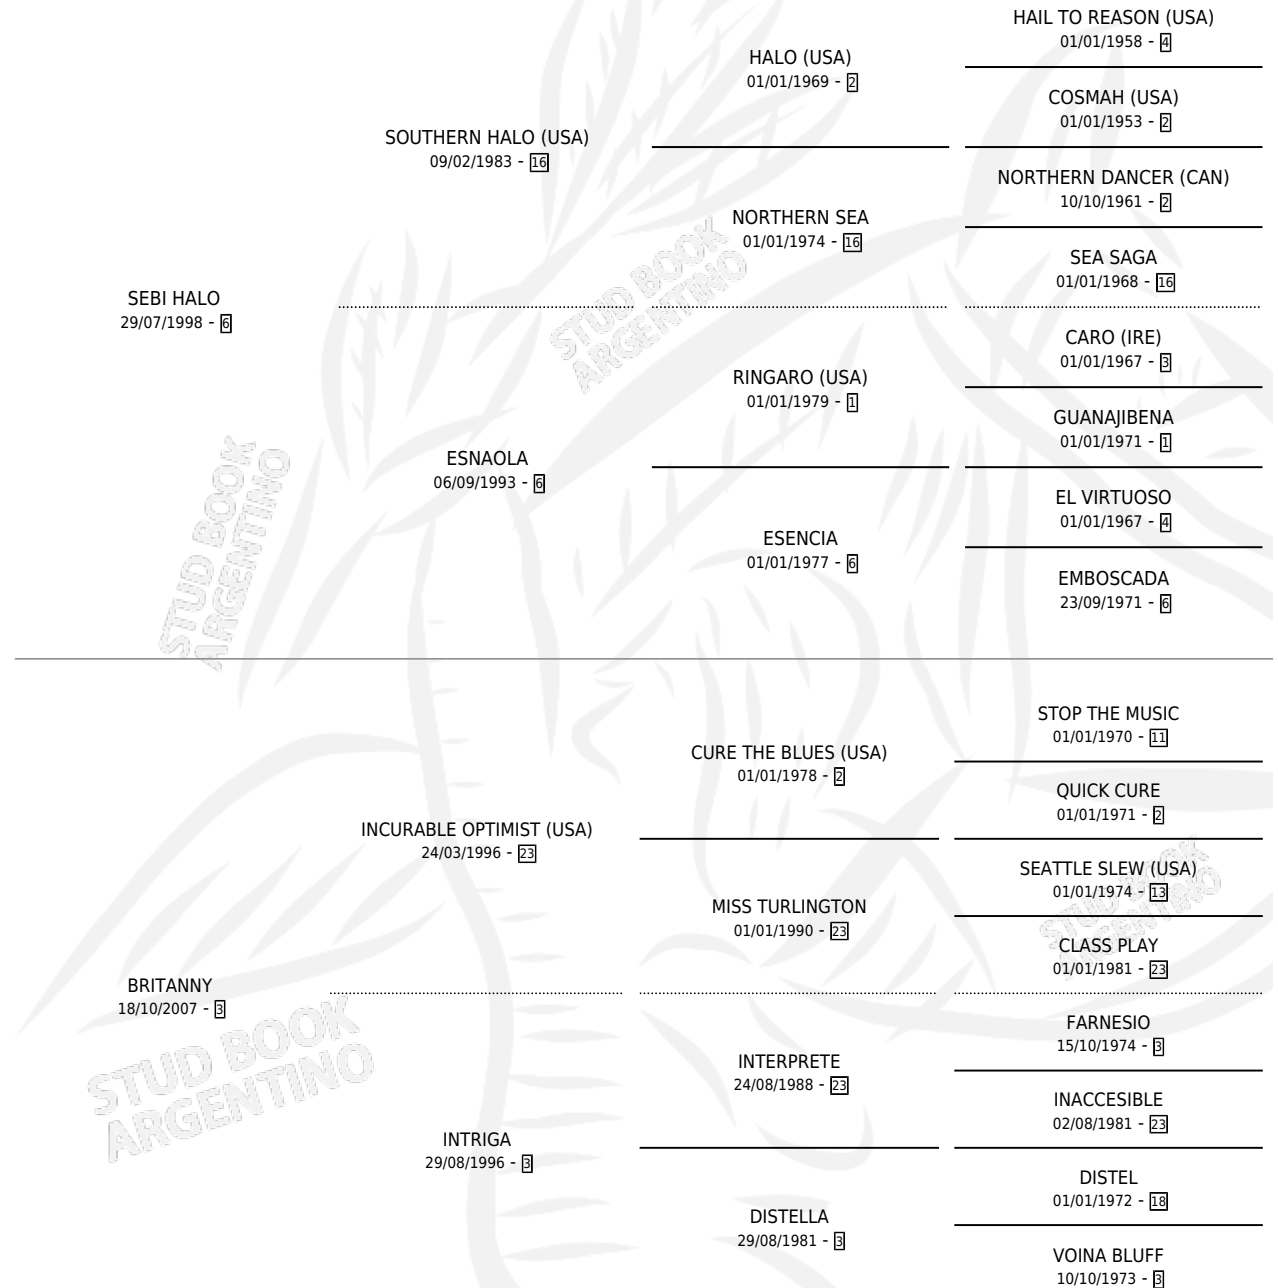 HAIL TO REASON (USA)
01/01/1958 - 4
HALO (USA)
01/01/1969 - 2
COSMAH (USA)
01/01/1953 - 2
SOUTHERN HALO (USA)
09/02/1983 - 16
NORTHERN DANCER (CAN)
10/10/1961 - 2
NORTHERN SEA
01/01/1974 - 16
SEA SAGA
01/01/1968 - 16
SEBI HALO
29/07/1998 - 6
STUD BOOK
ARGENTINO
CARO (IRE)
01/01/1967 - 3
RINGARO (USA)
01/01/1979 - 1
GUANAJIBENA
01/01/1971 - 1
ESNAOLA
06/09/1993 - 6
EL VIRTUOSO
01/01/1967 - 4
ESENCIA
01/01/1977 - 6
EMBOSCADA
23/09/1971 - 6
STUD BOOK
ARGENTINO
STOP THE MUSIC
01/01/1970 - 11
CURE THE BLUES (USA)
01/01/1978 - 2
QUICK CURE
01/01/1971 - 2
INCURABLE OPTIMIST (USA)
24/03/1996 - 23
SEATTLE SLEW (USA)
01/01/1974 - 13
STUD BOOK
ARGENTINO
MISS TURLINGTON
01/01/1990 - 23
CLASS PLAY
01/01/1981 - 23
BRITANNY
18/10/2007 - 3
STUD BOOK
ARGENTINO
FARNESIO
15/10/1974 - 3
INTERPRETE
24/08/1988 - 23
INACCESIBLE
02/08/1981 - 23
INTRIGA
29/08/1996 - 3
DISTEL
01/01/1972 - 18
DISTELLA
29/08/1981 - 3
VOINA BLUFF
10/10/1973 - 3